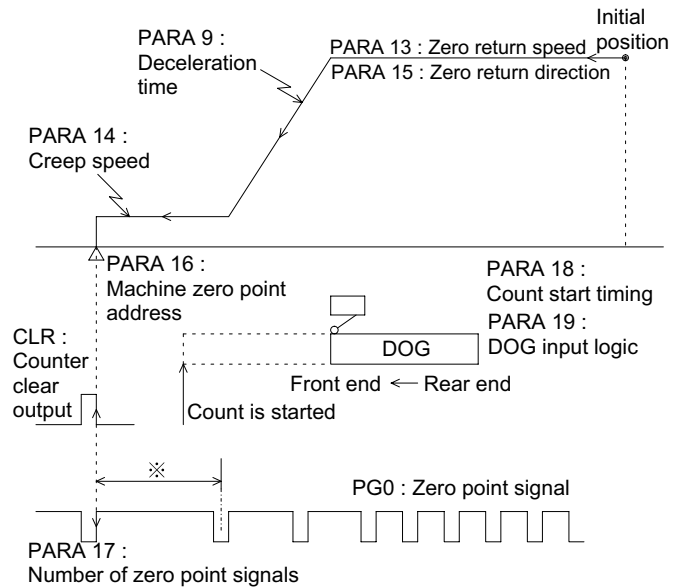 Initial
position
PARA 9 :
Deceleration
time
PARA 13 : Zero return speed
PARA 15 : Zero return direction
PARA 14 :
Creep speed
PARA 16 :
Machine zero point
address
PARA 18 :
Count start timing
PARA 19 :
DOG input logic
CLR :
Counter
clear
output
DOG
Front end ← Rear end
Count is started
※
PG0 : Zero point signal
PARA 17 :
Number of zero point signals